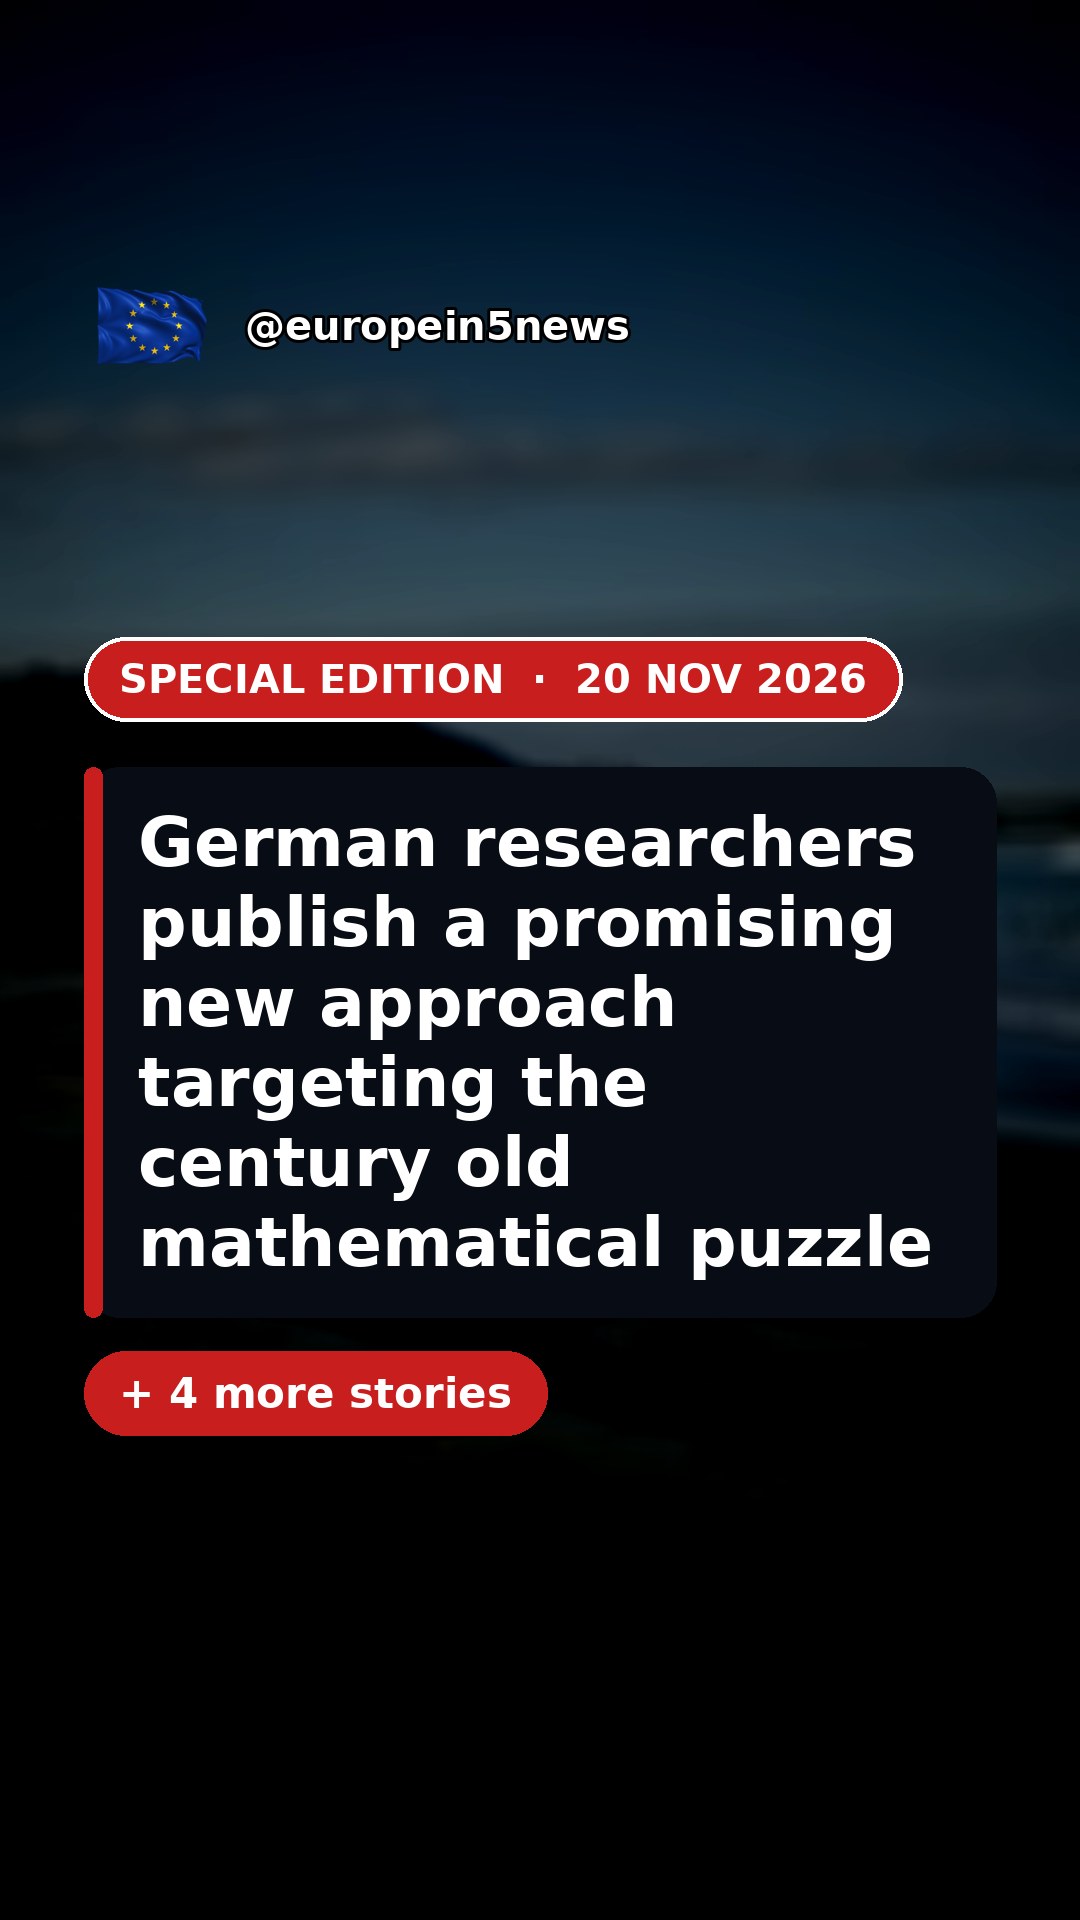 @europein5news
SPECIAL EDITION · 20 NOV 2026
German researchers
publish a promising
new approach
targeting the
century old
mathematical puzzle
+ 4 more stories